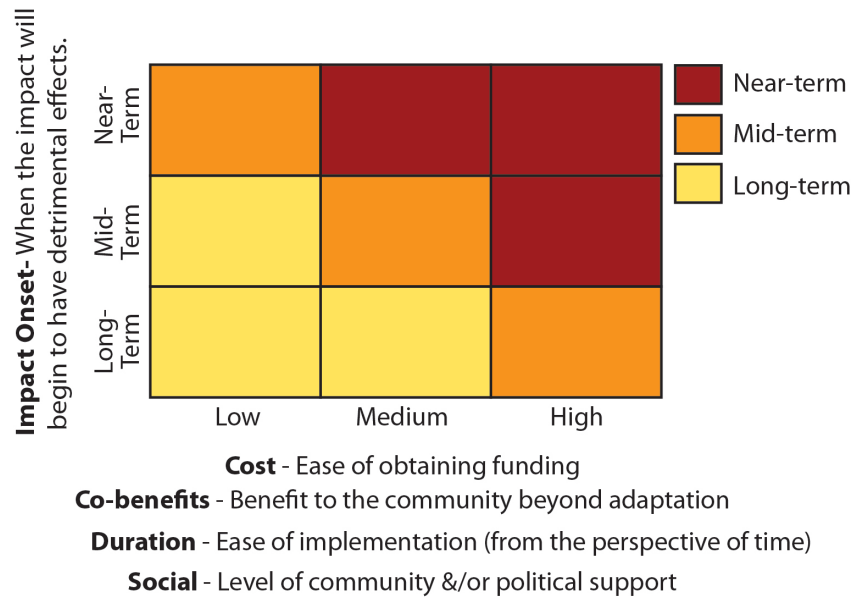 Impact Onset- When the impact will
begin to have detrimental effects.
Near-
Term
Mid-
Term
Long-
Term
Low
Medium
High
Near-term
Mid-term
Long-term
Cost - Ease of obtaining funding
Co-benefits - Benefit to the community beyond adaptation
Duration - Ease of implementation (from the perspective of time)
Social - Level of community &/or political support